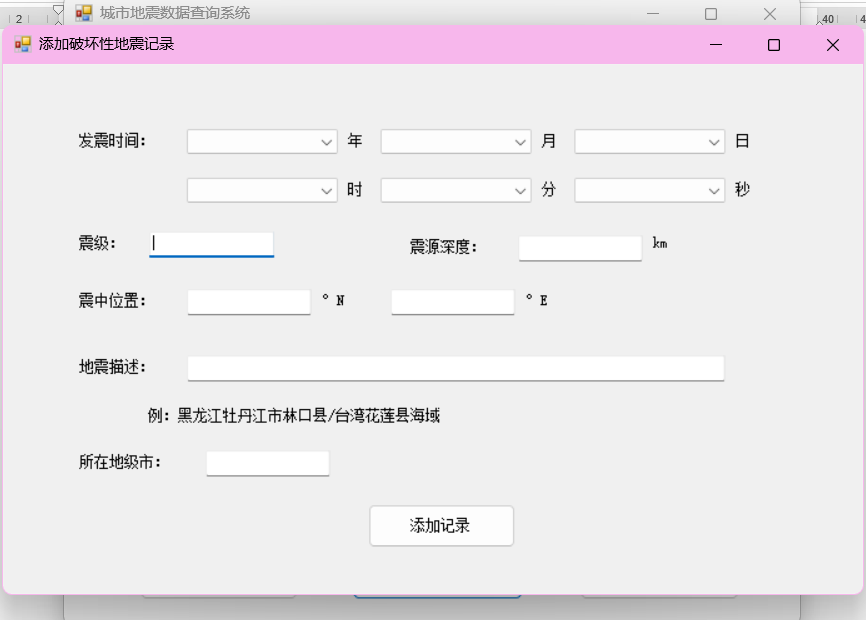 2
城市地震数据查询系统
40
4
添加破坏性地震记录
发震时间： 年 月 日
时 分 秒
震级： 震源深度： km
震中位置： ° N ° E
地震描述：
例：黑龙江牡丹江市林口县/台湾花莲县海域
所在地级市：
添加记录